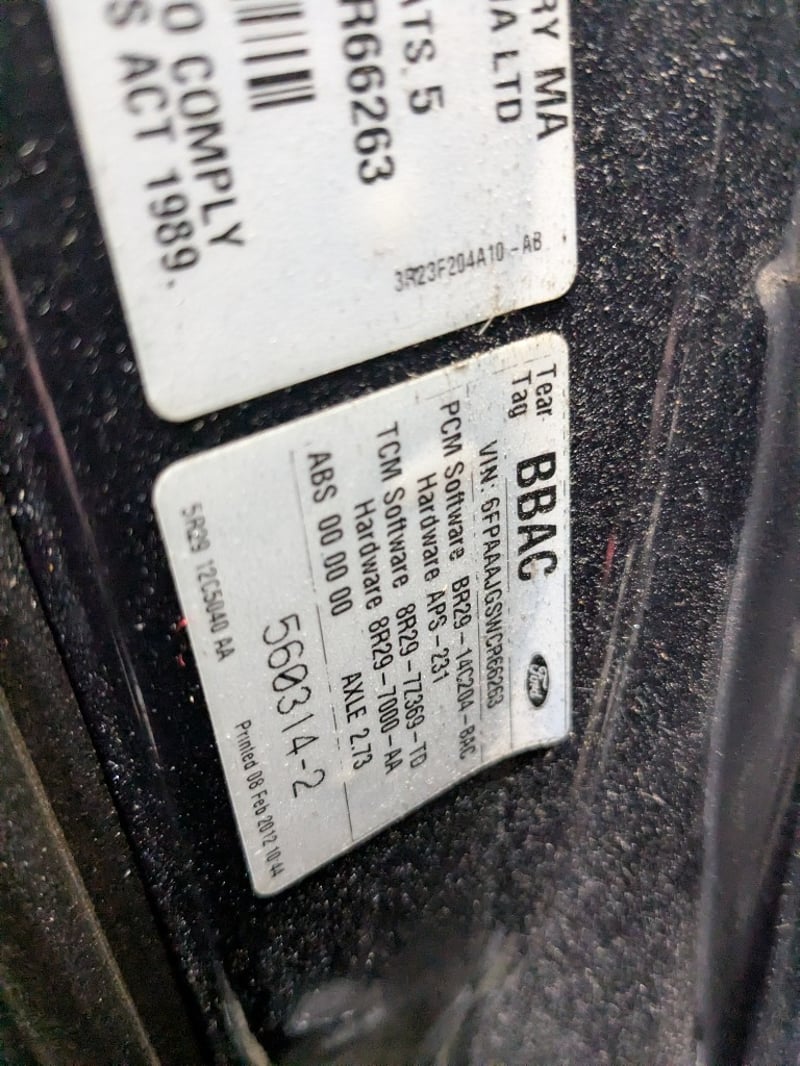 RY MA
A LTD
ATS 5
R66263
O COMPLY
S ACT 1989.
3R23F204A10-AB
Tear Tag BBAC Ford
VIN: 6FPAAAJGSWCR66263
PCM Software BR29-14C204-BAC
Hardware APS-231
TCM Software 8R29-7Z369-TD
Hardware 8R29-7000-AA
ABS 00 00 00 AXLE 2.73
560314-2
5R29 12C5040 AA Printed 08 Feb 2012 10:44